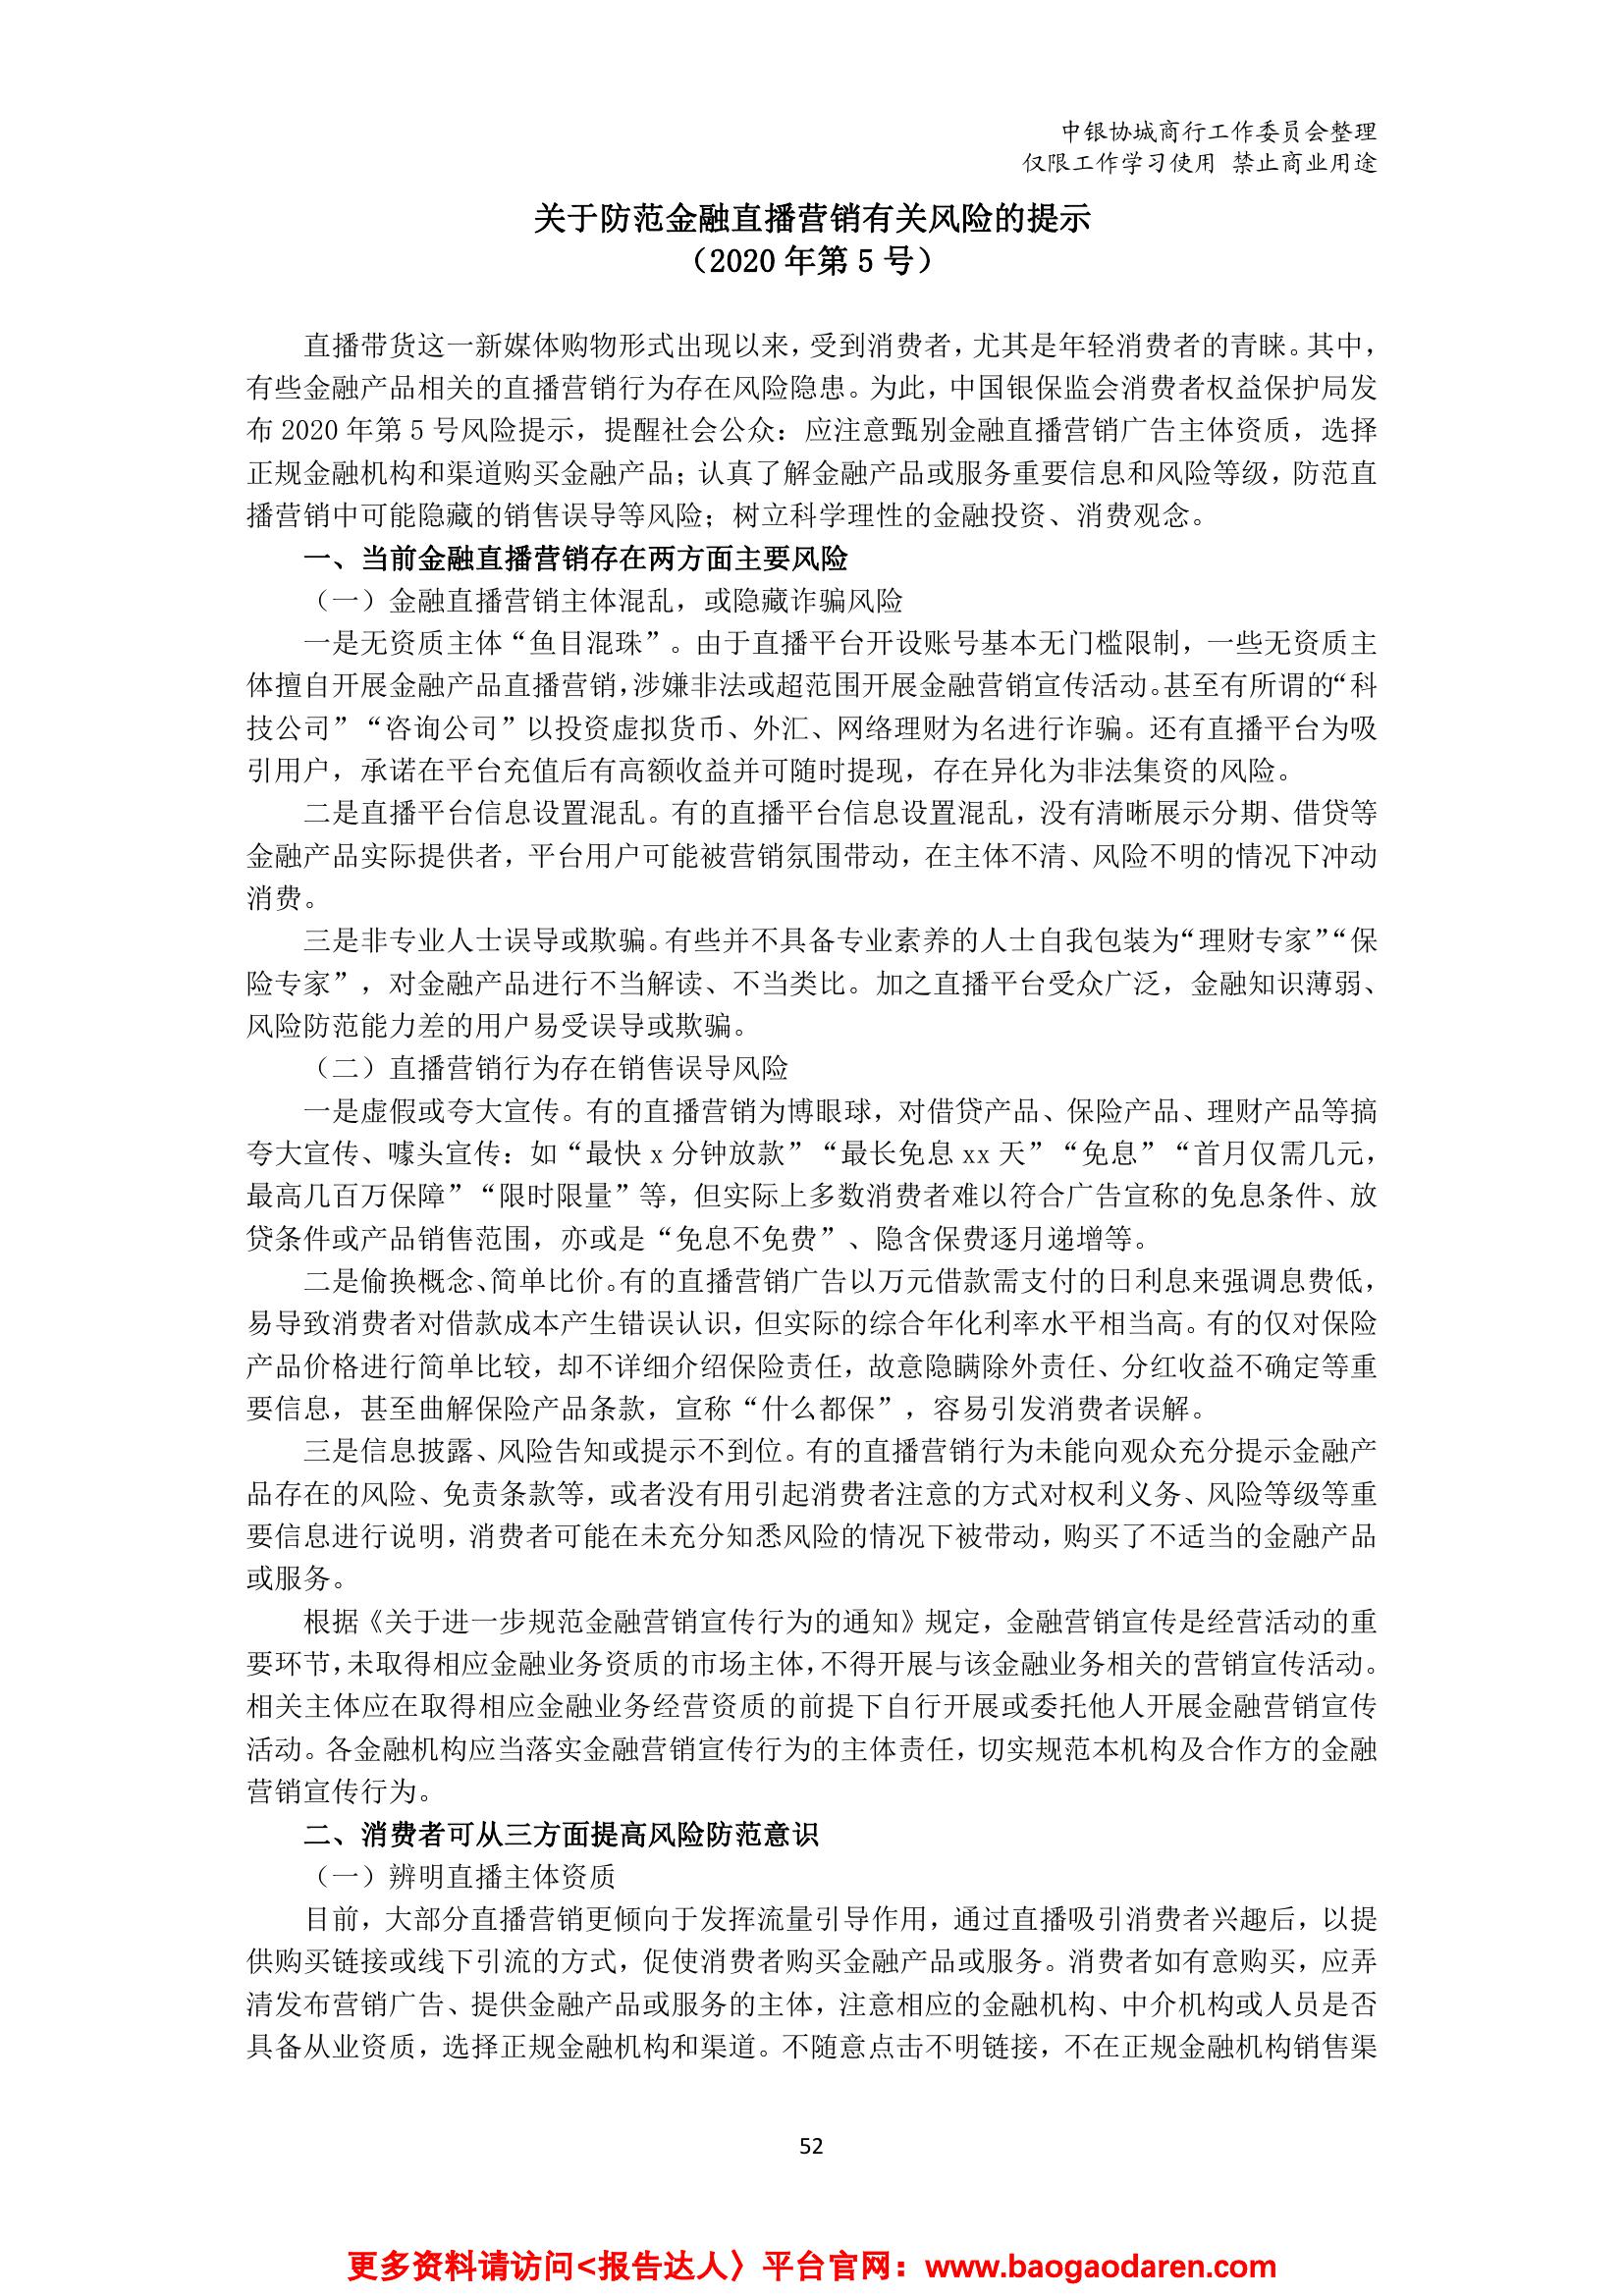 中银协城商行工作委员会整理
仅限工作学习使用 禁止商业用途
关于防范金融直播营销有关风险的提示
（2020 年第 5 号）
直播带货这一新媒体购物形式出现以来，受到消费者，尤其是年轻消费者的青睐。其中，
有些金融产品相关的直播营销行为存在风险隐患。为此，中国银保监会消费者权益保护局发
布 2020 年第 5 号风险提示，提醒社会公众：应注意甄别金融直播营销广告主体资质，选择
正规金融机构和渠道购买金融产品；认真了解金融产品或服务重要信息和风险等级，防范直
播营销中可能隐藏的销售误导等风险；树立科学理性的金融投资、消费观念。
一、当前金融直播营销存在两方面主要风险
（一）金融直播营销主体混乱，或隐藏诈骗风险
一是无资质主体“鱼目混珠”。由于直播平台开设账号基本无门槛限制，一些无资质主
体擅自开展金融产品直播营销，涉嫌非法或超范围开展金融营销宣传活动。甚至有所谓的“科
技公司”“咨询公司”以投资虚拟货币、外汇、网络理财为名进行诈骗。还有直播平台为吸
引用户，承诺在平台充值后有高额收益并可随时提现，存在异化为非法集资的风险。
二是直播平台信息设置混乱。有的直播平台信息设置混乱，没有清晰展示分期、借贷等
金融产品实际提供者，平台用户可能被营销氛围带动，在主体不清、风险不明的情况下冲动
消费。
三是非专业人士误导或欺骗。有些并不具备专业素养的人士自我包装为“理财专家”“保
险专家”，对金融产品进行不当解读、不当类比。加之直播平台受众广泛，金融知识薄弱、
风险防范能力差的用户易受误导或欺骗。
（二）直播营销行为存在销售误导风险
一是虚假或夸大宣传。有的直播营销为博眼球，对借贷产品、保险产品、理财产品等搞
夸大宣传、噱头宣传：如“最快 x 分钟放款”“最长免息 xx 天”“免息”“首月仅需几元，
最高几百万保障”“限时限量”等，但实际上多数消费者难以符合广告宣称的免息条件、放
贷条件或产品销售范围，亦或是“免息不免费”、隐含保费逐月递增等。
二是偷换概念、简单比价。有的直播营销广告以万元借款需支付的日利息来强调息费低，
易导致消费者对借款成本产生错误认识，但实际的综合年化利率水平相当高。有的仅对保险
产品价格进行简单比较，却不详细介绍保险责任，故意隐瞒除外责任、分红收益不确定等重
要信息，甚至曲解保险产品条款，宣称“什么都保”，容易引发消费者误解。
三是信息披露、风险告知或提示不到位。有的直播营销行为未能向观众充分提示金融产
品存在的风险、免责条款等，或者没有用引起消费者注意的方式对权利义务、风险等级等重
要信息进行说明，消费者可能在未充分知悉风险的情况下被带动，购买了不适当的金融产品
或服务。
根据《关于进一步规范金融营销宣传行为的通知》规定，金融营销宣传是经营活动的重
要环节，未取得相应金融业务资质的市场主体，不得开展与该金融业务相关的营销宣传活动。
相关主体应在取得相应金融业务经营资质的前提下自行开展或委托他人开展金融营销宣传
活动。各金融机构应当落实金融营销宣传行为的主体责任，切实规范本机构及合作方的金融
营销宣传行为。
二、消费者可从三方面提高风险防范意识
（一）辨明直播主体资质
目前，大部分直播营销更倾向于发挥流量引导作用，通过直播吸引消费者兴趣后，以提
供购买链接或线下引流的方式，促使消费者购买金融产品或服务。消费者如有意购买，应弄
清发布营销广告、提供金融产品或服务的主体，注意相应的金融机构、中介机构或人员是否
具备从业资质，选择正规金融机构和渠道。不随意点击不明链接，不在正规金融机构销售渠
52
更多资料请访问<报告达人〉平台官网：www.baogaodaren.com